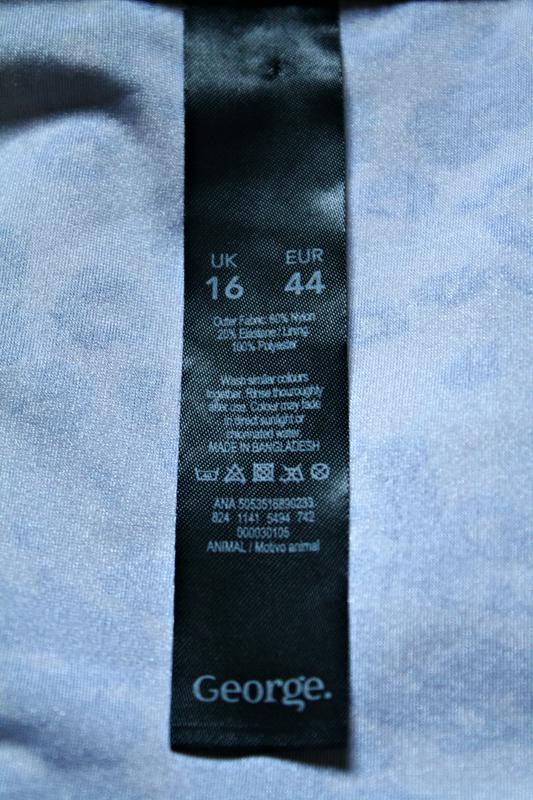 UK EUR
16 44
Outer Fabric 80% Nylon
20% Elastane / Lining
100% Polyester
Wash similar colours
together. Rinse thoroughly
after use. Colour may fade
in direct sunlight or
chlorinated water
MADE IN BANGLADESH
ANA 5053516890233
824 1141 5494 742
000030105
ANIMAL / Motivo animal
George.